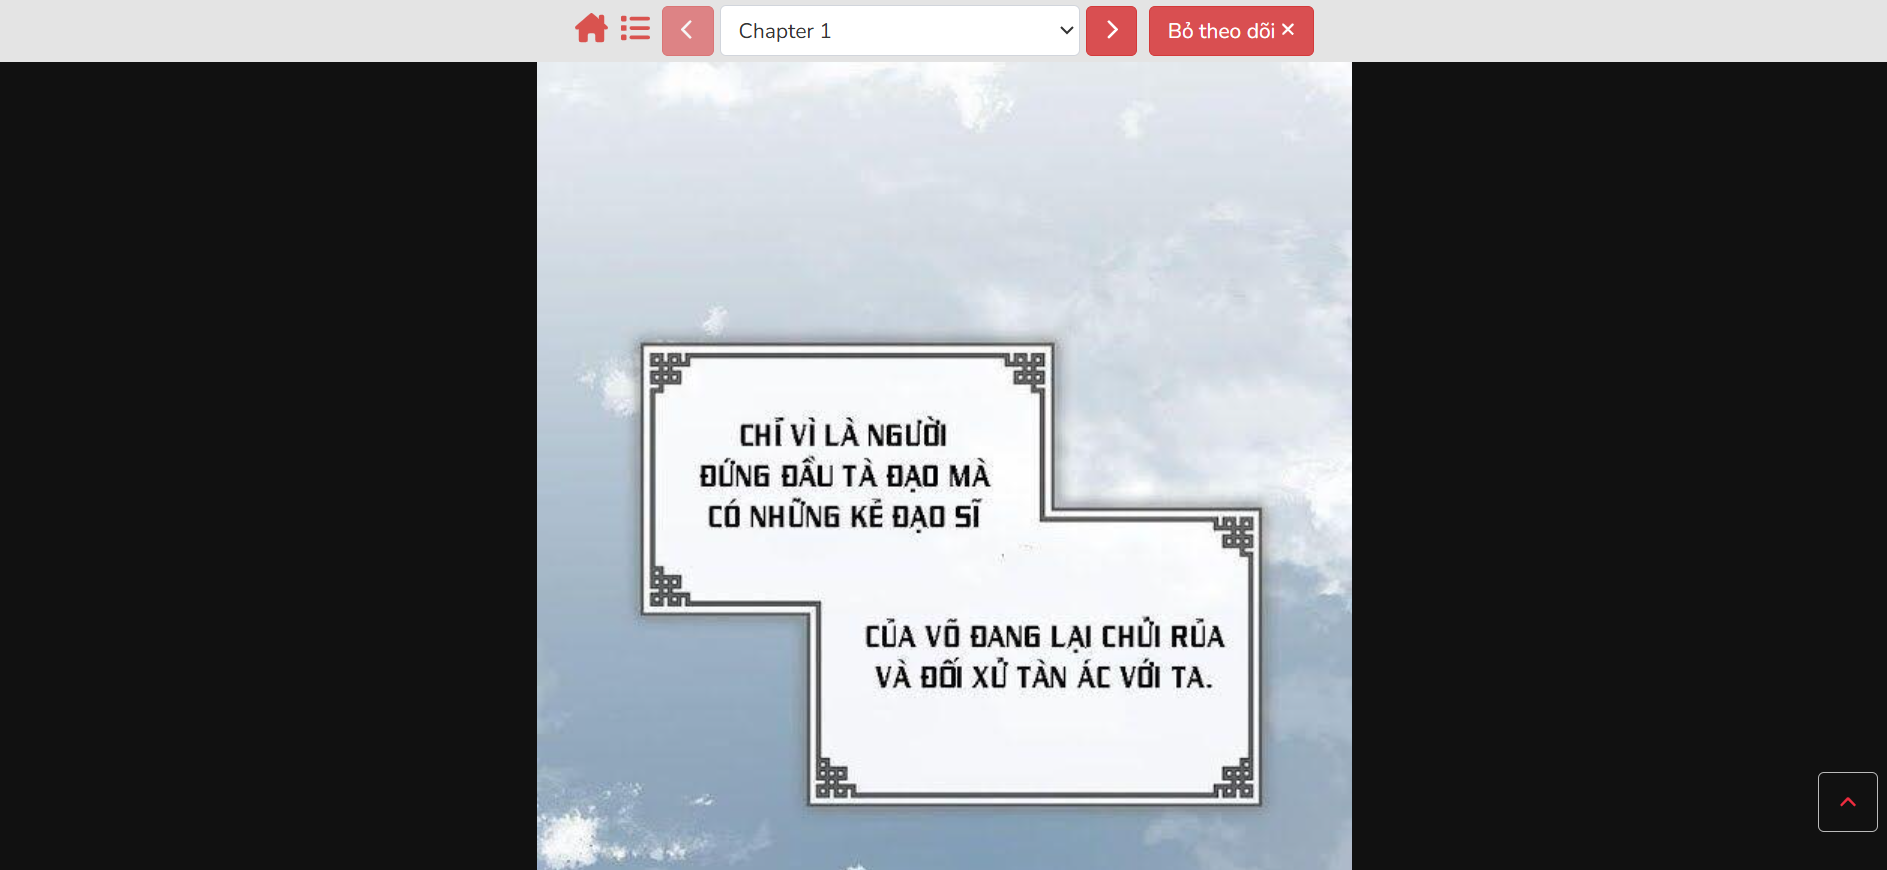 Chapter 1
Bỏ theo dõi
CHỈ VÌ LÀ NGƯỜI
ĐỨNG ĐẦU TÀ ĐẠO MÀ
CÓ NHỮNG KẺ ĐẠO SĨ
CỦA VÕ ĐANG LẠI CHỬI RỦA
VÀ ĐỐI XỬ TÀN ÁC VỚI TA.